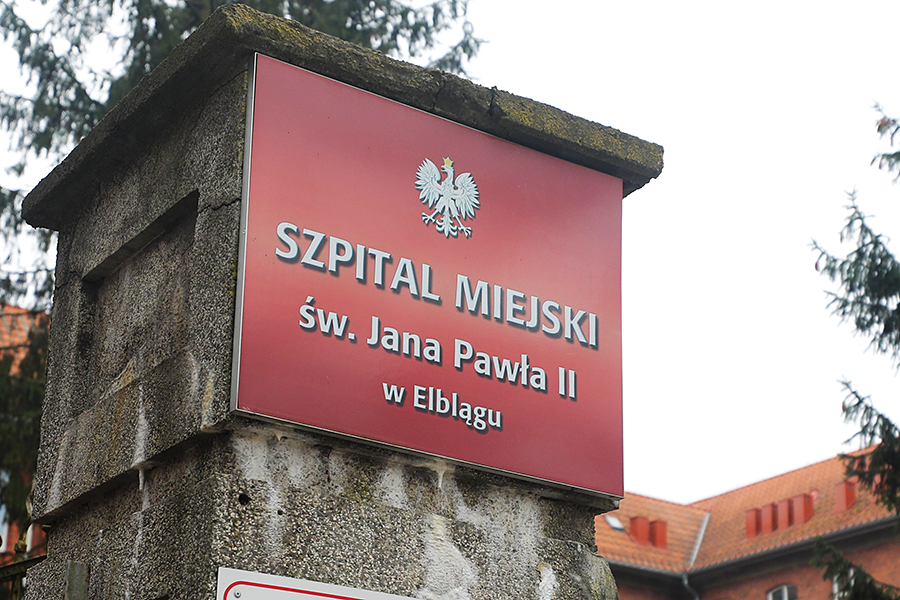 SZPITAL MIEJSKI
św. Jana Pawła II
w Elblągu